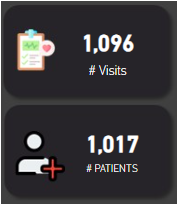 1,096
# Visits
1,017
# PATIENTS